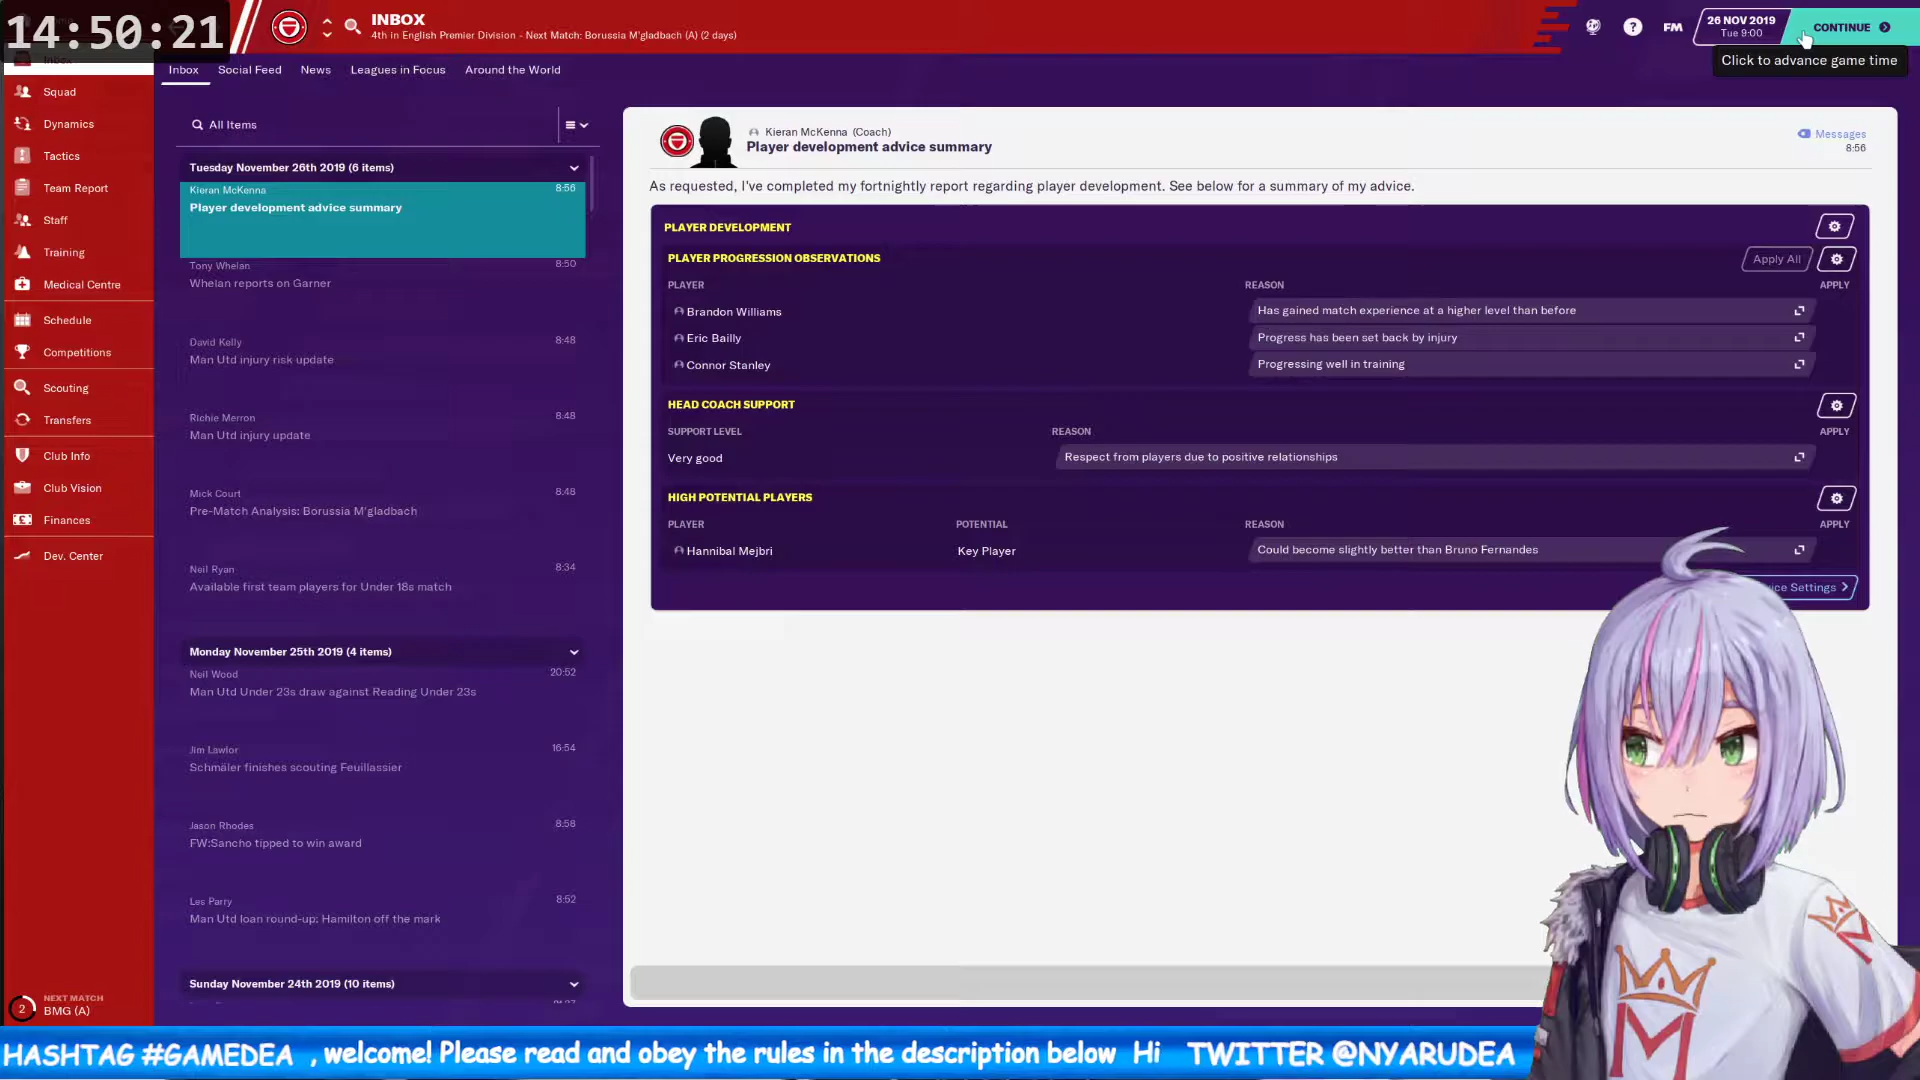 14:50:21
INBOX
4th in English Premier Division - Next Match: Borussia M'gladbach (A) (2 days)
FM
26 NOV 2019
Tue 9:00
CONTINUE
Click to advance game time
Inbox
Squad
Dynamics
Tactics
Team Report
Staff
Training
Medical Centre
Schedule
Competitions
Scouting
Transfers
Club Info
Club Vision
Finances
Dev. Center
2
NEXT MATCH
BMG (A)
Inbox
Social Feed
News
Leagues in Focus
Around the World
All Items
Tuesday November 26th 2019 (6 items)
Kieran McKenna 8:56
Player development advice summary
Tony Whelan 8:50
Whelan reports on Garner
David Kelly 8:48
Man Utd injury risk update
Richie Merron 8:48
Man Utd injury update
Mick Court 8:48
Pre-Match Analysis: Borussia M'gladbach
Neil Ryan 8:34
Available first team players for Under 18s match
Monday November 25th 2019 (4 items)
Neil Wood 20:52
Man Utd Under 23s draw against Reading Under 23s
Jim Lawlor 16:54
Schmäler finishes scouting Feuillassier
Jason Rhodes 8:58
FW:Sancho tipped to win award
Les Parry 8:52
Man Utd loan round-up: Hamilton off the mark
Sunday November 24th 2019 (10 items)
Kieran McKenna (Coach)
Player development advice summary
Messages
8:56
As requested, I've completed my fortnightly report regarding player development. See below for a summary of my advice.
PLAYER DEVELOPMENT
PLAYER PROGRESSION OBSERVATIONS
Apply All
PLAYER REASON APPLY
Brandon Williams Has gained match experience at a higher level than before
Eric Bailly Progress has been set back by injury
Connor Stanley Progressing well in training
HEAD COACH SUPPORT
SUPPORT LEVEL REASON APPLY
Very good Respect from players due to positive relationships
HIGH POTENTIAL PLAYERS
PLAYER POTENTIAL REASON APPLY
Hannibal Mejbri Key Player Could become slightly better than Bruno Fernandes
Settings
M
HASHTAG #GAMEDEA , welcome! Please read and obey the rules in the description below Hi TWITTER @NYARUDEA